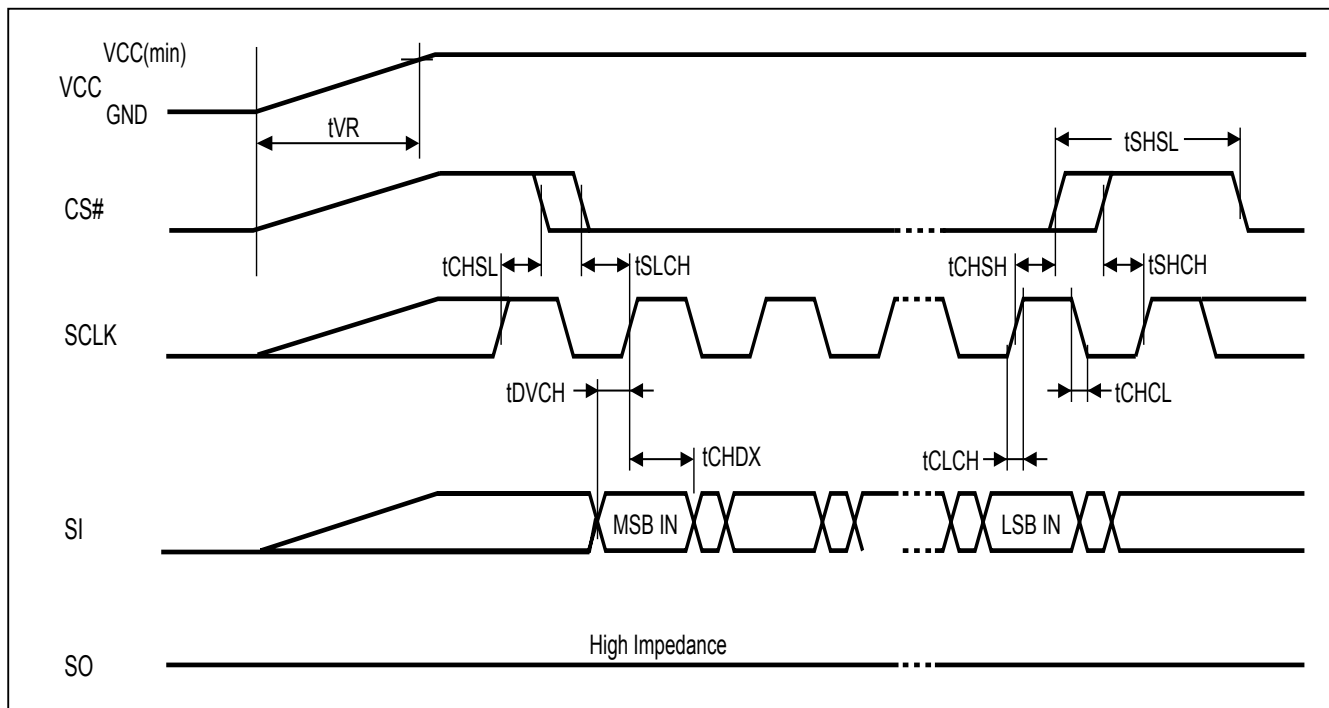 VCC(min)
VCC
GND
tVR
tSHSL
CS#
tCHSL
tSLCH
tCHSH
tSHCH
SCLK
tDVCH
tCHCL
tCHDX
tCLCH
SI
MSB IN
LSB IN
High Impedance
SO